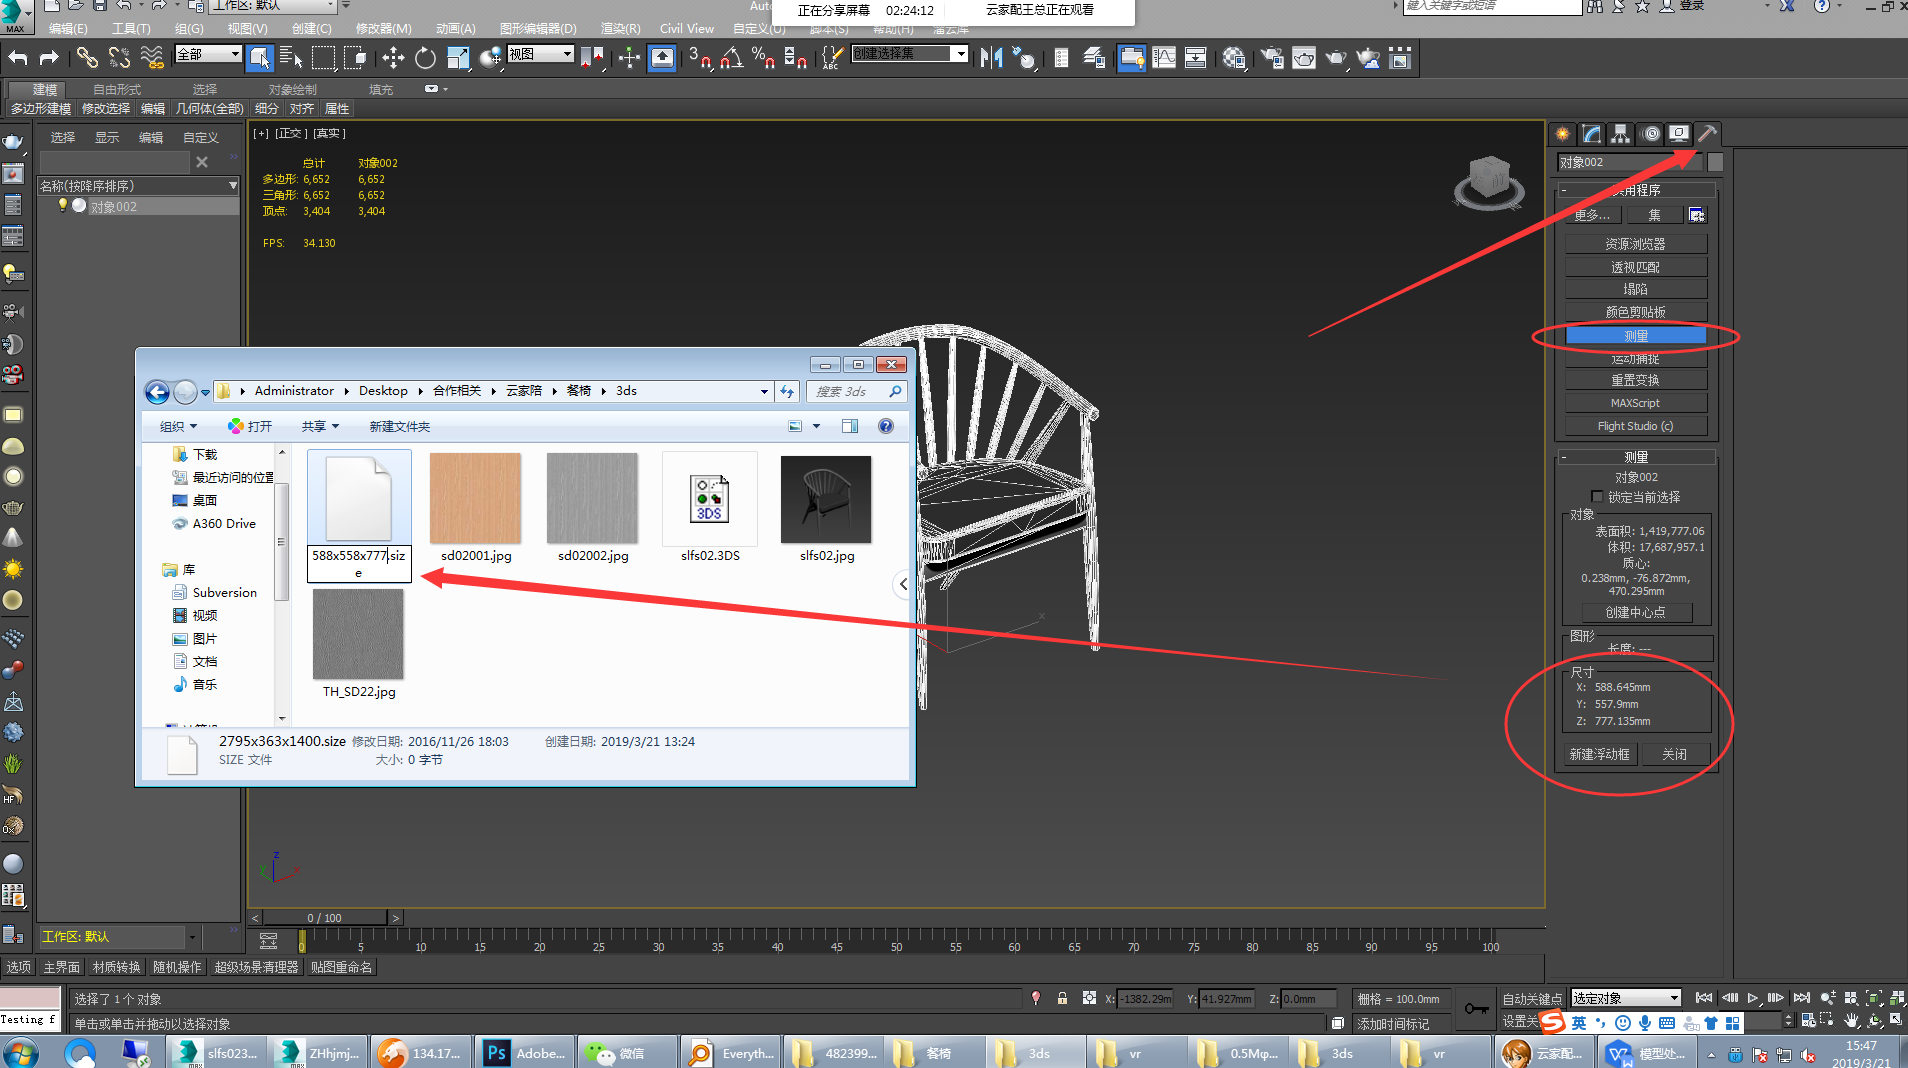 工作区: 默认
正在分享屏幕 02:24:12 云家配王总正在观看
键入关键字或短语
登录
编辑(E) 工具(T) 组(G) 视图(V) 创建(C) 修改器(M) 动画(A) 图形编辑器(D) 渲染(R) Civil View 自定义(U) 脚本(S) 帮助(H)
全部
视图
创建选择集
建模 自由形式 选择 对象绘制 填充
多边形建模 修改选择 编辑 几何体(全部) 细分 对齐 属性
选择 显示 编辑 自定义
名称(按降序排序)
对象002
[+] [正交] [真实]
总计 对象002
多边形: 6,652 6,652
三角形: 6,652 6,652
顶点: 3,404 3,404
FPS: 34.130
对象002
实用程序
更多... 集
资源浏览器
透视匹配
塌陷
颜色剪贴板
测量
运动捕捉
重置变换
MAXScript
Flight Studio (c)
测量
对象002
锁定当前选择
对象
表面积: 1,419,777.06
体积: 17,687,957.1
质心:
0.238mm, -76.872mm,
470.295mm
创建中心点
图形
长度: ---
尺寸
X: 588.645mm
Y: 557.9mm
Z: 777.135mm
新建浮动框 关闭
Administrator Desktop 合作相关 云家陪 餐椅 3ds
搜索 3ds
组织 打开 共享 新建文件夹
下载
最近访问的位置
桌面
A360 Drive
库
Subversion
视频
图片
文档
音乐
588x558x777.siz
e
sd02001.jpg
sd02002.jpg
3DS
slfs02.3DS
slfs02.jpg
TH_SD22.jpg
2795x363x1400.size 修改日期: 2016/11/26 18:03 创建日期: 2019/3/21 13:24
SIZE 文件 大小: 0 字节
0 / 100
工作区: 默认
0 5 10 15 20 25 30 35 40 45 50 55 60 65 70 75 80 85 90 95 100
选项 主界面 材质转换 随机操作 超级场景清理器 贴图重命名
选择了 1 个 对象
X: -1382.29m Y: 41.927mm Z: 0.0mm 栅格 = 100.0mm 自动关键点 选定对象
Testing f
单击或单击并拖动以选择对象
添加时间标记
英
slfs023... ZHhjmj... 134.17... Adobe... 微信 Everyth... 482399... 餐椅 3ds vr 0.5Mφ... 3ds vr 云家配... 模型处...
15:47
2019/3/21